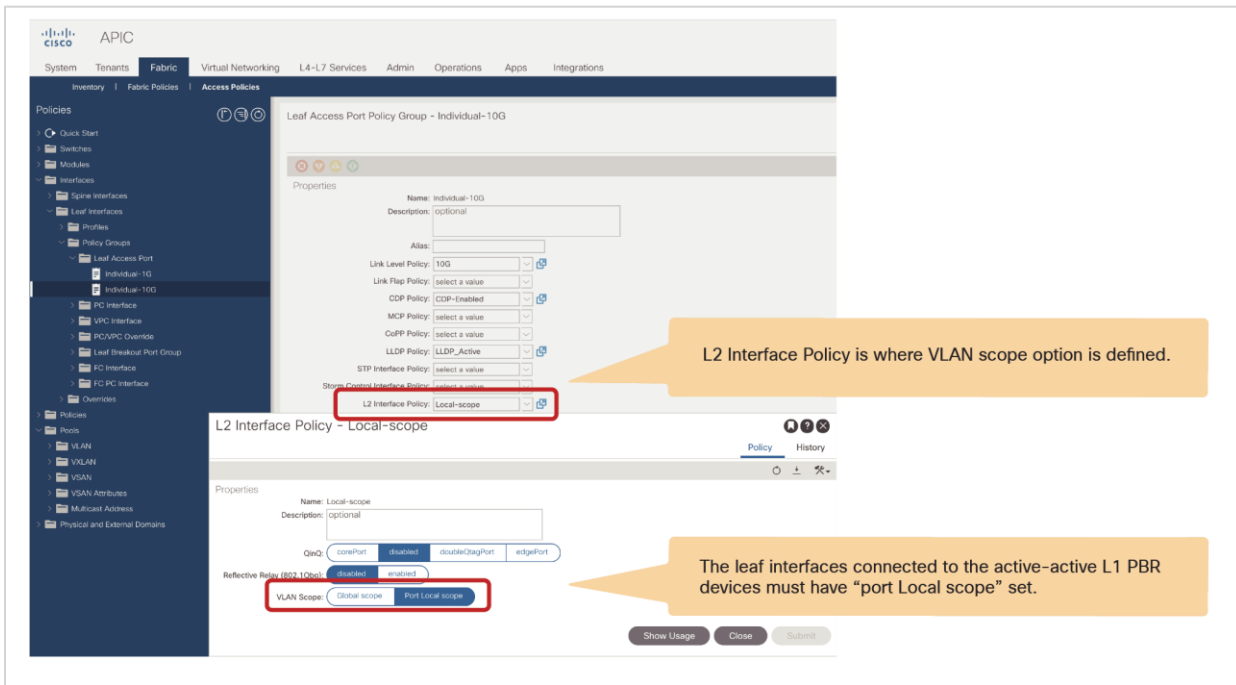 CISCO
APIC
System Tenants Fabric Virtual Networking L4-L7 Services Admin Operations Apps Integrations
Inventory | Fabric Policies | Access Policies
Policies
Quick Start
Switches
Modules
Interfaces
Spine Interfaces
Leaf Interfaces
Profiles
Policy Groups
Leaf Access Port
Individual-1G
Individual-10G
PC Interface
VPC Interface
PC/VPC Override
Leaf Breakout Port Group
FC Interface
FC PC Interface
Overrides
Policies
Pools
VLAN
VXLAN
VSAN
VSAN Attributes
Multicast Address
Physical and External Domains
Leaf Access Port Policy Group - Individual-10G
Properties
Name: Individual-10G
Description: optional
Alias:
Link Level Policy: 10G
Link Flap Policy: select a value
CDP Policy: CDP-Enabled
MCP Policy: select a value
CoPP Policy: select a value
LLDP Policy: LLDP_Active
STP Interface Policy: select a value
Storm Control Interface Policy: select a value
L2 Interface Policy: Local-scope
L2 Interface Policy is where VLAN scope option is defined.
L2 Interface Policy - Local-scope
Policy History
Properties
Name: Local-scope
Description: optional
QinQ: corePort disabled doubleQtagPort edgePort
Reflective Relay (802.1Qbg): disabled enabled
VLAN Scope: Global scope Port Local scope
The leaf interfaces connected to the active-active L1 PBR
devices must have “port Local scope” set.
Show Usage Close Submit